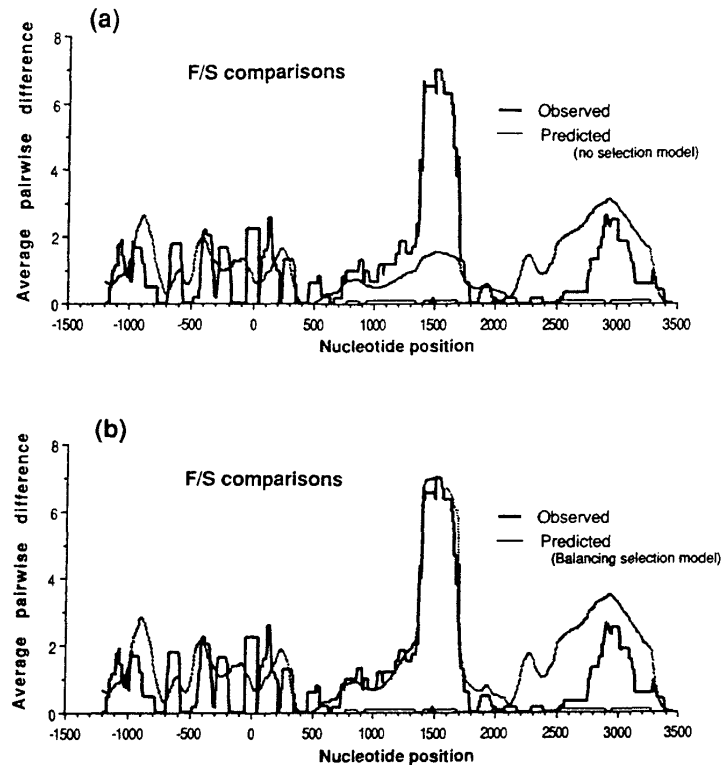 (a)
F/S comparisons
Average pairwise difference
8
6
4
2
0
Observed
Predicted
(no selection model)
-1500 -1000 -500 0 500 1000 1500 2000 2500 3000 3500
Nucleotide position
(b)
F/S comparisons
Average pairwise difference
8
6
4
2
0
Observed
Predicted
(Balancing selection model)
-1500 -1000 -500 0 500 1000 1500 2000 2500 3000 3500
Nucleotide position